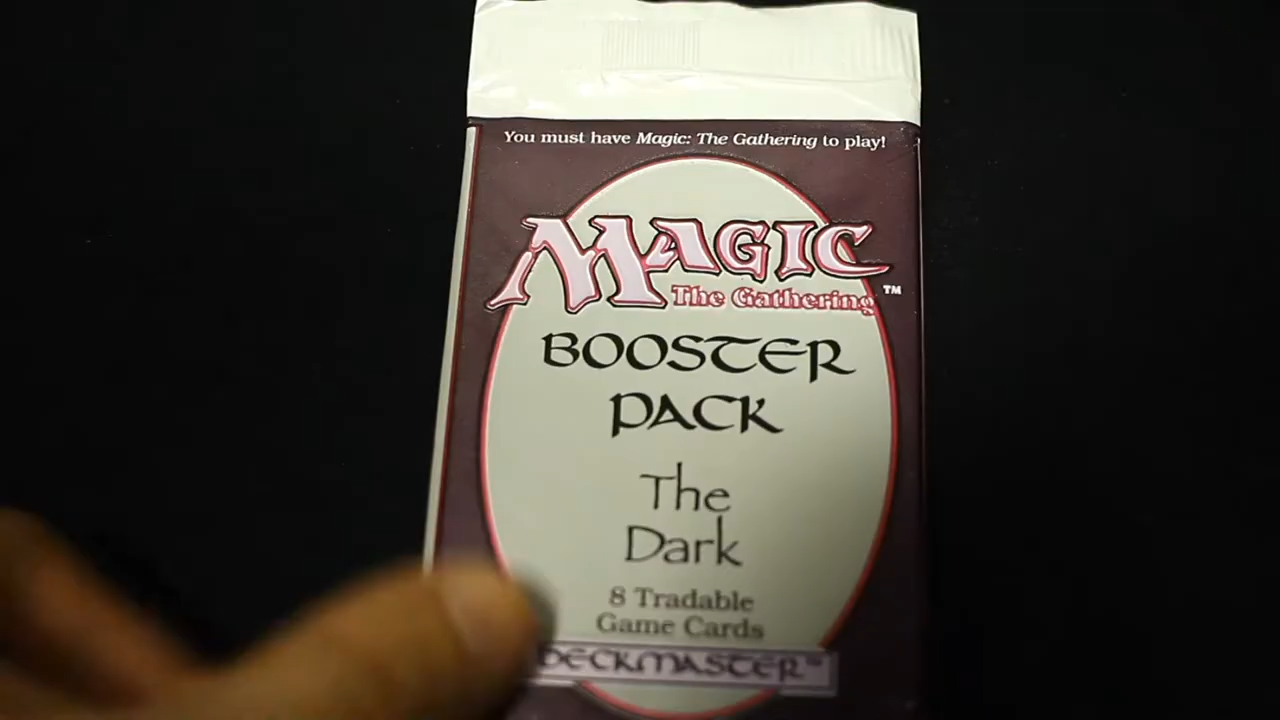 You must have Magic: The Gathering to play!
MAGIC
The Gathering™
BOOSTER
PACK
The
Dark
8 Tradable
Game Cards
DECKMASTER™